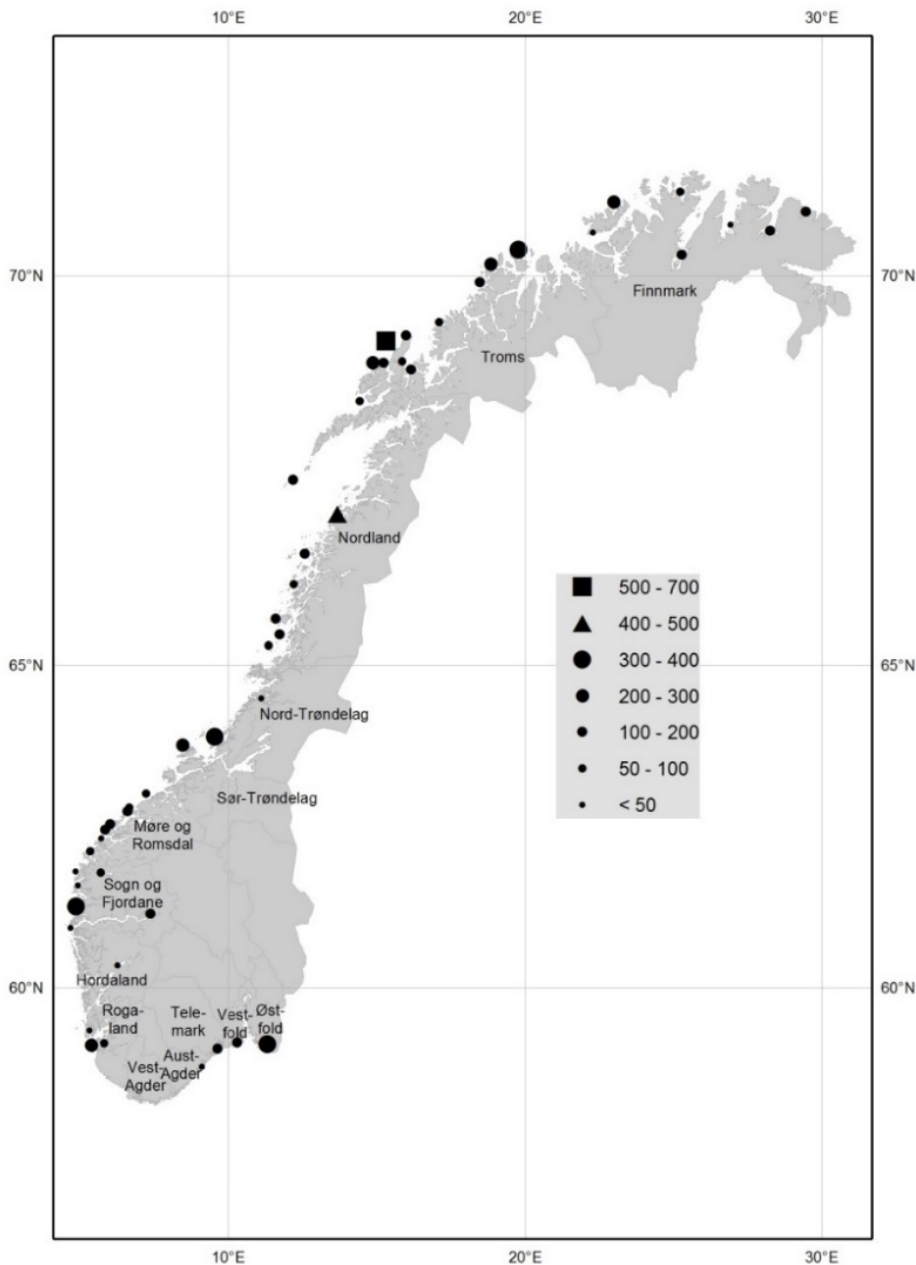 10°E 20°E 30°E
70°N 70°N
Finnmark
Troms
Nordland
500 - 700
400 - 500
300 - 400
200 - 300
100 - 200
50 - 100
< 50
65°N 65°N
Nord-Trøndelag
Sør-Trøndelag
Møre og
Romsdal
Sogn og
Fjordane
Hordaland
60°N 60°N
Roga-
land
Tele-
mark
Vest-
fold
Øst-
fold
Aust-
Agder
Vest-
Agder
10°E 20°E 30°E